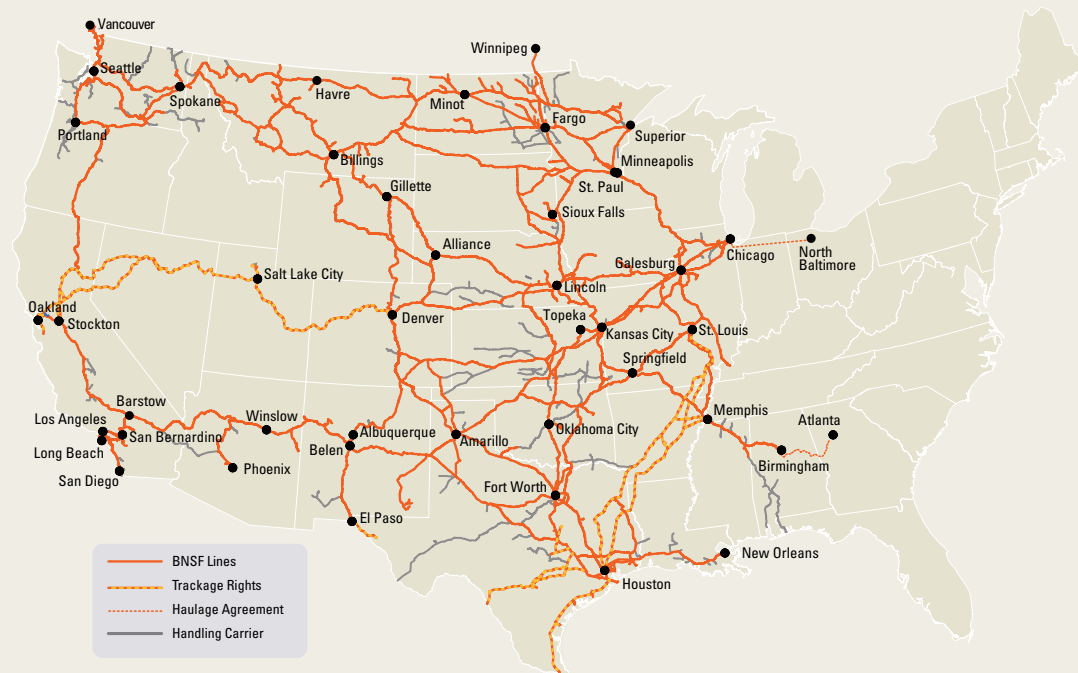 Vancouver
Winnipeg
Seattle
Spokane
Havre
Minot
Fargo
Portland
Superior
Billings
Minneapolis
St. Paul
Gillette
Sioux Falls
Alliance
Chicago
North
Baltimore
Galesburg
Salt Lake City
Lincoln
Oakland
Stockton
Denver
Topeka
Kansas City
St. Louis
Springfield
Barstow
Los Angeles
Winslow
Memphis
Atlanta
San Bernardino
Albuquerque
Amarillo
Oklahoma City
Long Beach
Belen
Birmingham
Phoenix
San Diego
Fort Worth
El Paso
New Orleans
Houston
BNSF Lines
Trackage Rights
Haulage Agreement
Handling Carrier